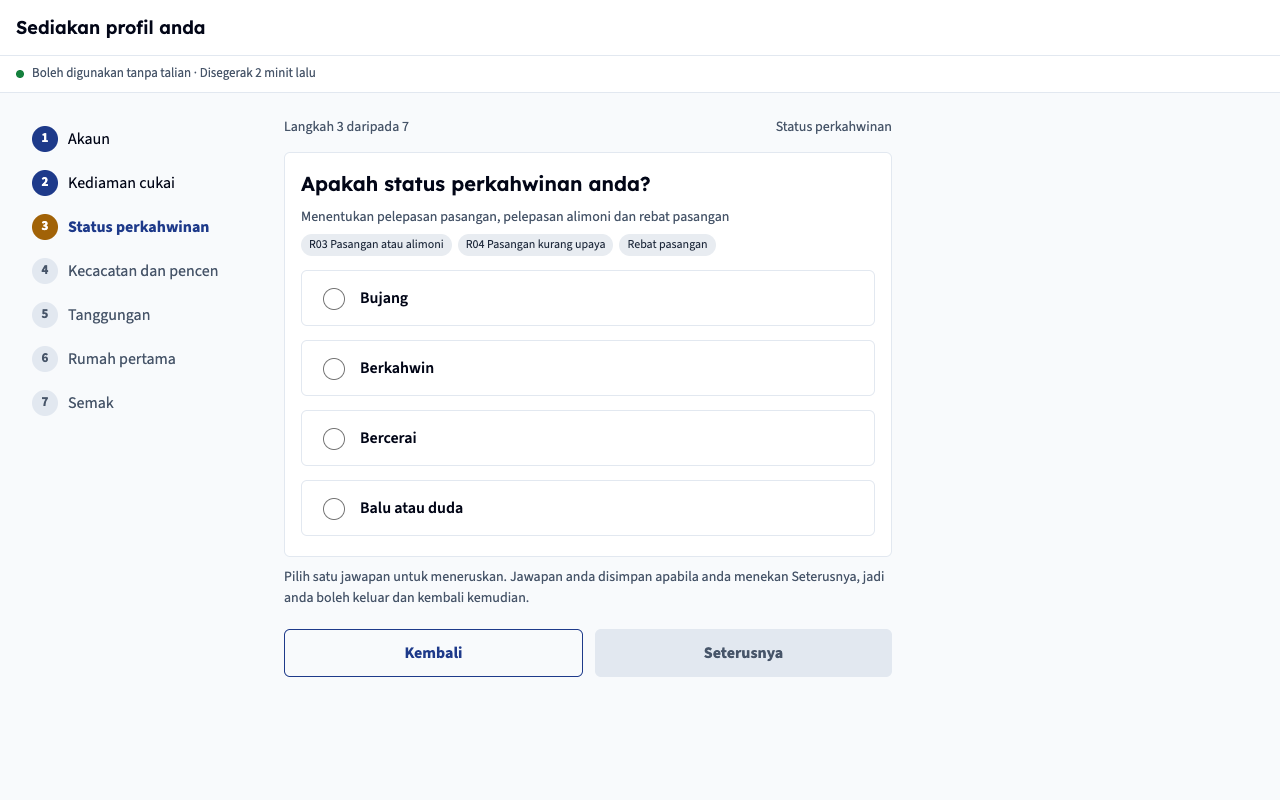 Sediakan profil anda
Boleh digunakan tanpa talian · Disegerak 2 minit lalu
1 Akaun
2 Kediaman cukai
3 Status perkahwinan
4 Kecacatan dan pencen
5 Tanggungan
6 Rumah pertama
7 Semak
Langkah 3 daripada 7
Status perkahwinan
Apakah status perkahwinan anda?
Menentukan pelepasan pasangan, pelepasan alimoni dan rebat pasangan
R03 Pasangan atau alimoni
R04 Pasangan kurang upaya
Rebat pasangan
Bujang
Berkahwin
Bercerai
Balu atau duda
Pilih satu jawapan untuk meneruskan. Jawapan anda disimpan apabila anda menekan Seterusnya, jadi
anda boleh keluar dan kembali kemudian.
Kembali
Seterusnya